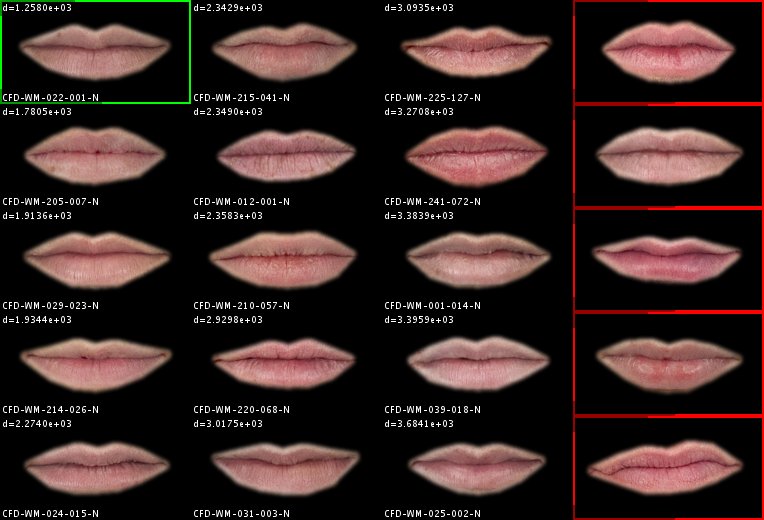 d=1.2580e+03
d=2.3429e+03
d=3.0935e+03
CFD-WM-022-001-N
CFD-WM-215-041-N
CFD-WM-225-127-N
d=1.7805e+03
d=2.3490e+03
d=3.2708e+03
CFD-WM-205-007-N
CFD-WM-012-001-N
CFD-WM-241-072-N
d=1.9136e+03
d=2.3583e+03
d=3.3839e+03
CFD-WM-029-023-N
CFD-WM-210-057-N
CFD-WM-001-014-N
d=1.9344e+03
d=2.9298e+03
d=3.3959e+03
CFD-WM-214-026-N
CFD-WM-220-068-N
CFD-WM-039-018-N
d=2.2740e+03
d=3.0175e+03
d=3.6841e+03
CFD-WM-024-015-N
CFD-WM-031-003-N
CFD-WM-025-002-N